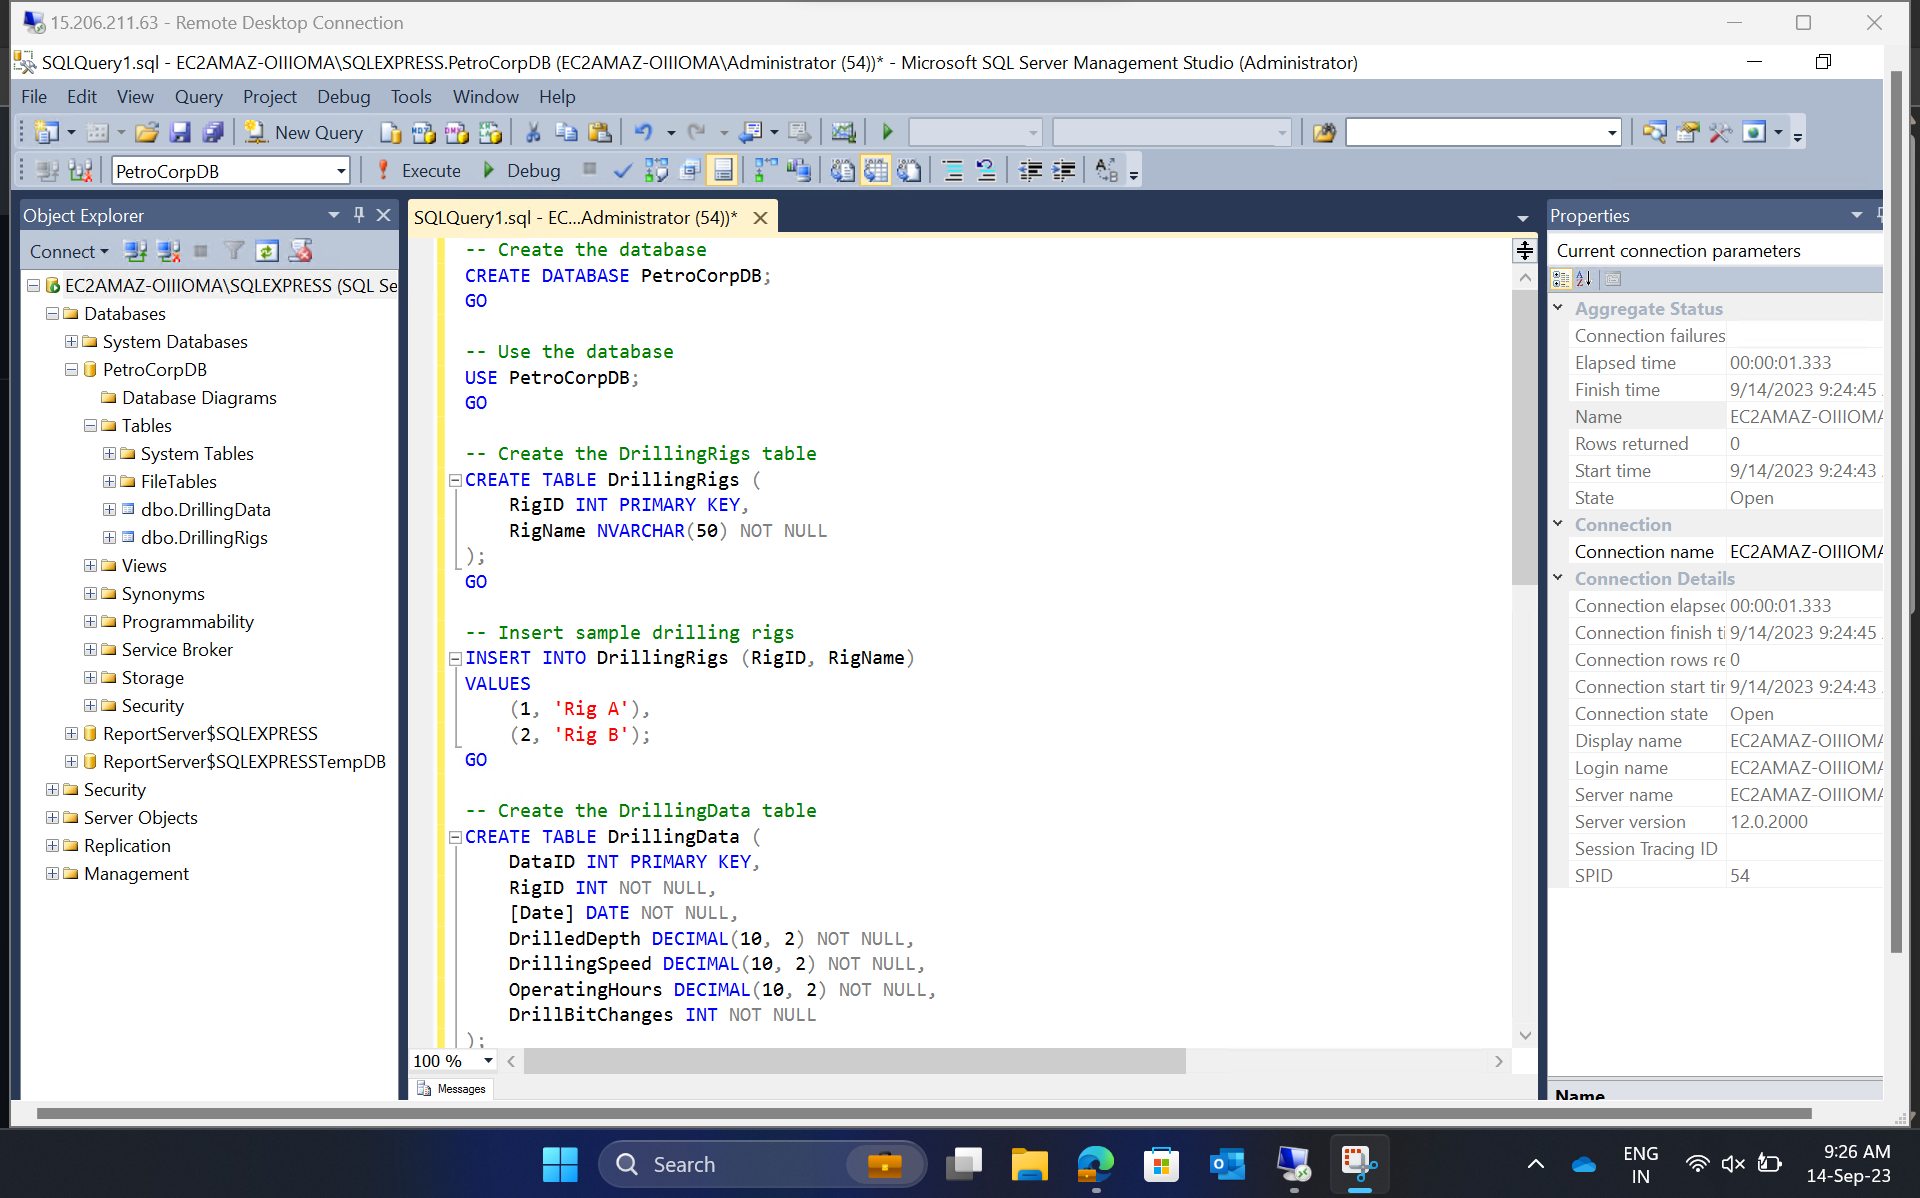 15.206.211.63 - Remote Desktop Connection
SQLQuery1.sql - EC2AMAZ-OIIIOMA\SQLEXPRESS.PetroCorpDB (EC2AMAZ-OIIIOMA\Administrator (54))* - Microsoft SQL Server Management Studio (Administrator)
File Edit View Query Project Debug Tools Window Help
New Query
PetroCorpDB
Execute
Debug
Object Explorer
Connect
EC2AMAZ-OIIIOMA\SQLEXPRESS (SQL Se
Databases
System Databases
PetroCorpDB
Database Diagrams
Tables
System Tables
FileTables
dbo.DrillingData
dbo.DrillingRigs
Views
Synonyms
Programmability
Service Broker
Storage
Security
ReportServer$SQLEXPRESS
ReportServer$SQLEXPRESSTempDB
Security
Server Objects
Replication
Management
SQLQuery1.sql - EC...Administrator (54))*
-- Create the database
CREATE DATABASE PetroCorpDB;
GO
-- Use the database
USE PetroCorpDB;
GO
-- Create the DrillingRigs table
CREATE TABLE DrillingRigs (
RigID INT PRIMARY KEY,
RigName NVARCHAR(50) NOT NULL
);
GO
-- Insert sample drilling rigs
INSERT INTO DrillingRigs (RigID, RigName)
VALUES
(1, 'Rig A'),
(2, 'Rig B');
GO
-- Create the DrillingData table
CREATE TABLE DrillingData (
DataID INT PRIMARY KEY,
RigID INT NOT NULL,
[Date] DATE NOT NULL,
DrilledDepth DECIMAL(10, 2) NOT NULL,
DrillingSpeed DECIMAL(10, 2) NOT NULL,
OperatingHours DECIMAL(10, 2) NOT NULL,
DrillBitChanges INT NOT NULL
);
100 %
Messages
Properties
Current connection parameters
Aggregate Status
Connection failures
Elapsed time 00:00:01.333
Finish time 9/14/2023 9:24:45
Name EC2AMAZ-OIIIOMA
Rows returned 0
Start time 9/14/2023 9:24:43
State Open
Connection
Connection name EC2AMAZ-OIIIOMA
Connection Details
Connection elapsed 00:00:01.333
Connection finish ti 9/14/2023 9:24:45
Connection rows re 0
Connection start tir 9/14/2023 9:24:43
Connection state Open
Display name EC2AMAZ-OIIIOMA
Login name EC2AMAZ-OIIIOMA
Server name EC2AMAZ-OIIIOMA
Server version 12.0.2000
Session Tracing ID
SPID 54
Name
Search
ENG
IN
9:26 AM
14-Sep-23